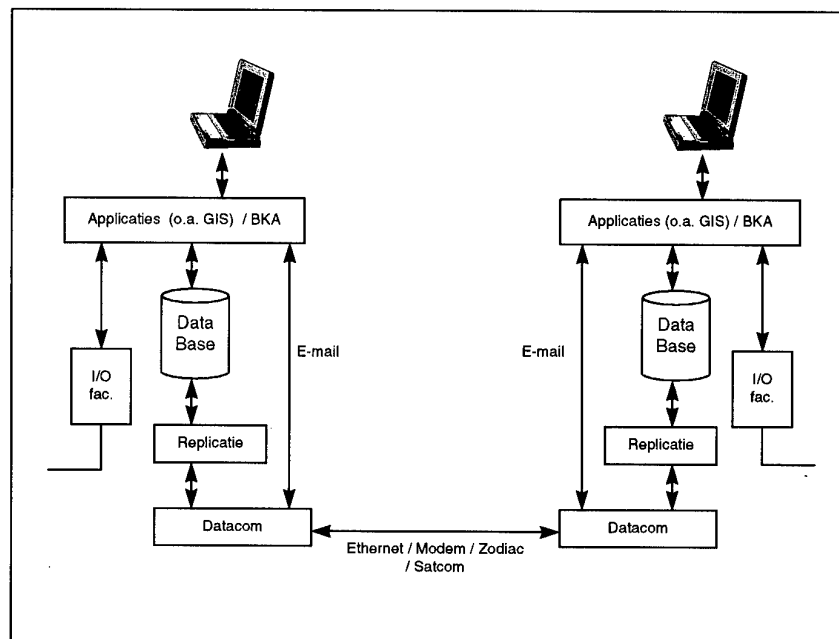 Applicaties (o.a. GIS) / BKA
Data
Base
E-mail
I/O
fac.
Replicatie
Datacom
Applicaties (o.a. GIS) / BKA
Data
Base
E-mail
I/O
fac.
Replicatie
Datacom
Ethernet / Modem / Zodiac
/ Satcom